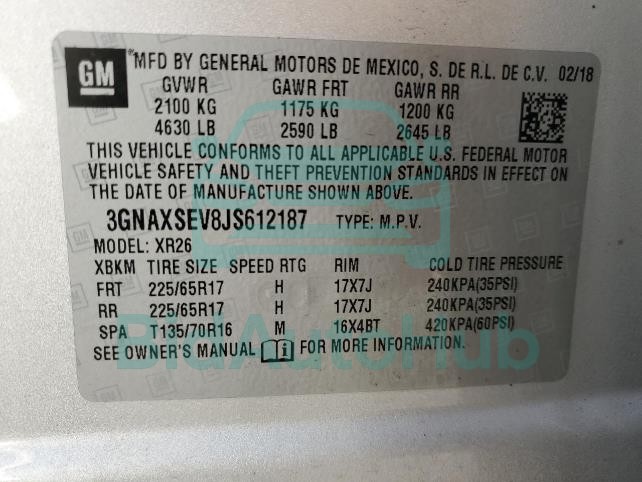 GM
*MFD BY GENERAL MOTORS DE MEXICO, S. DE R.L. DE C.V. 02/18
GVWR GAWR FRT GAWR RR
2100 KG 1175 KG 1200 KG
4630 LB 2590 LB 2645 LB
THIS VEHICLE CONFORMS TO ALL APPLICABLE U.S. FEDERAL MOTOR
VEHICLE SAFETY AND THEFT PREVENTION STANDARDS IN EFFECT ON
THE DATE OF MANUFACTURE SHOWN ABOVE.
3GNAXSEV8JS612187 TYPE: M.P.V.
MODEL: XR26
XBKM TIRE SIZE SPEED RTG RIM COLD TIRE PRESSURE
FRT 225/65R17 H 17X7J 240KPA(35PSI)
RR 225/65R17 H 17X7J 240KPA(35PSI)
SPA T135/70R16 M 16X4BT 420KPA(60PSI)
SEE OWNER'S MANUAL FOR MORE INFORMATION.
BidAutoHub